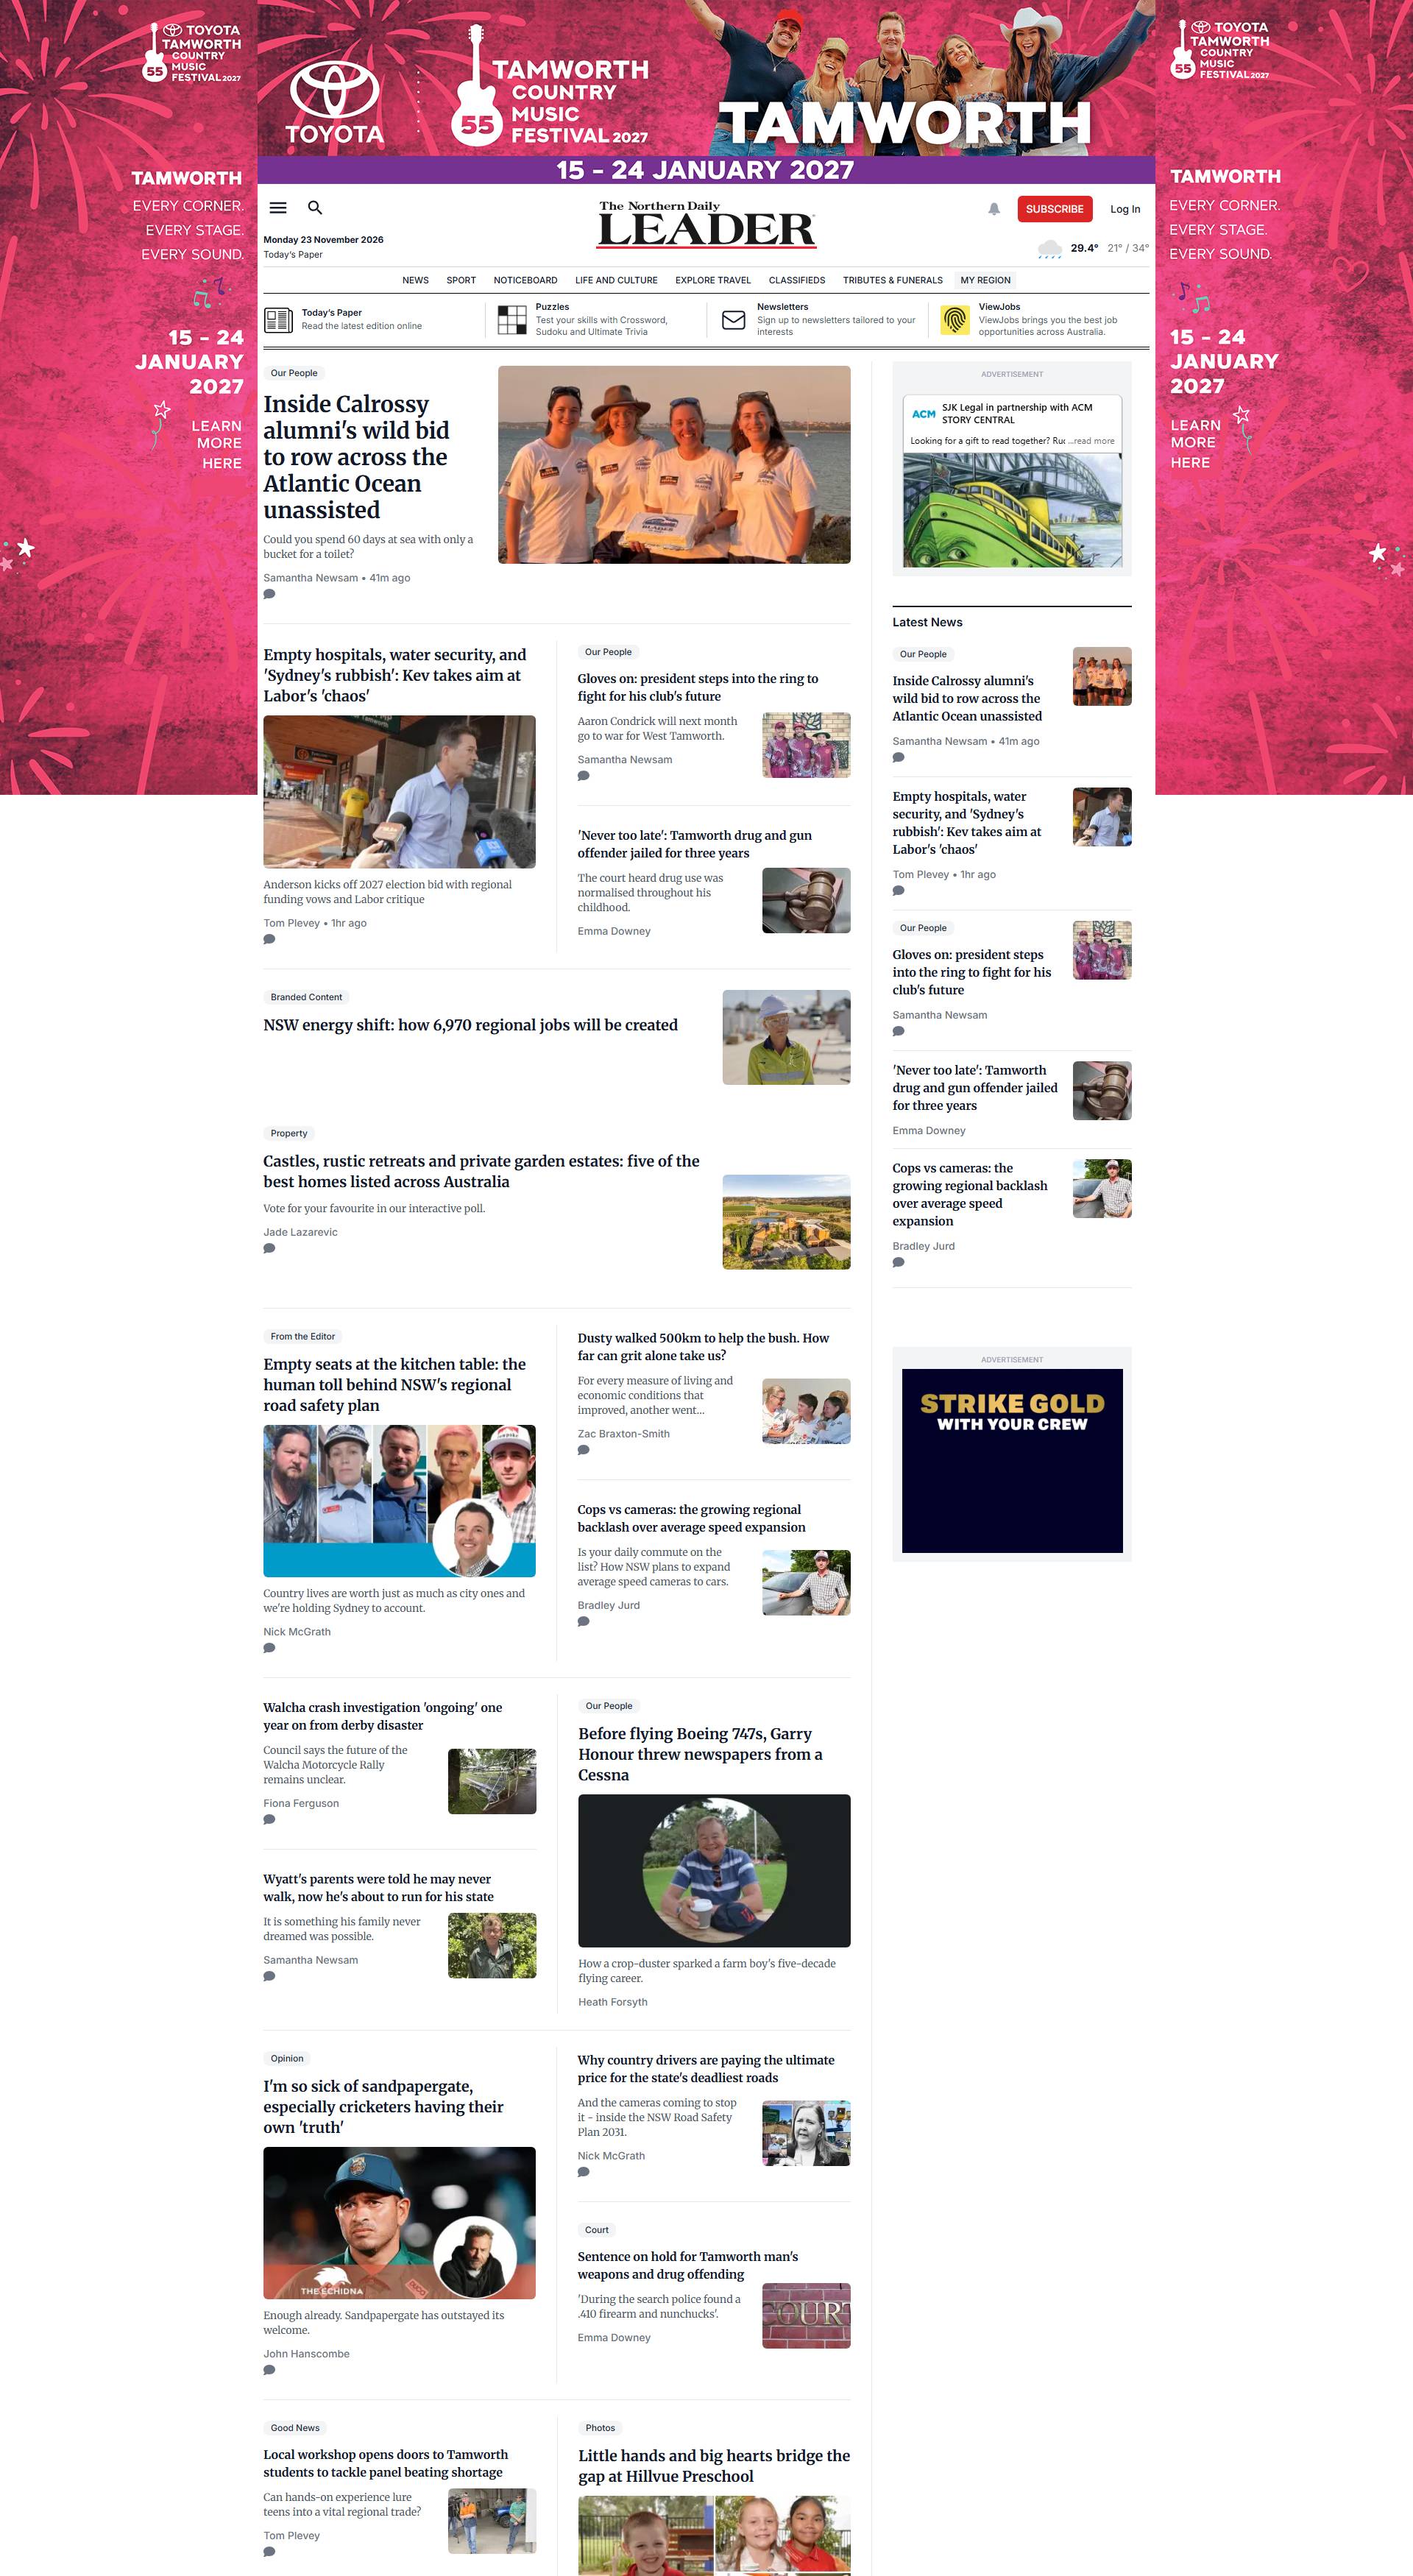 TOYOTA
TAMWORTH
COUNTRY
MUSIC
FESTIVAL 2027
55
TAMWORTH
EVERY CORNER.
EVERY STAGE.
EVERY SOUND.
15 - 24
JANUARY
2027
LEARN
MORE
HERE
TOYOTA
55
TAMWORTH
COUNTRY
MUSIC
FESTIVAL 2027
TAMWORTH
15 - 24 JANUARY 2027
TOYOTA
TAMWORTH
COUNTRY
MUSIC
FESTIVAL 2027
55
TAMWORTH
EVERY CORNER.
EVERY STAGE.
EVERY SOUND.
15 - 24
JANUARY
2027
LEARN
MORE
HERE
The Northern Daily
LEADER
SUBSCRIBE
Log In
Monday 23 November 2026
Today's Paper
29.4° 21° / 34°
NEWS SPORT NOTICEBOARD LIFE AND CULTURE EXPLORE TRAVEL CLASSIFIEDS TRIBUTES & FUNERALS MY REGION
Today's Paper
Read the latest edition online
Puzzles
Test your skills with Crossword,
Sudoku and Ultimate Trivia
Newsletters
Sign up to newsletters tailored to your
interests
ViewJobs
ViewJobs brings you the best job
opportunities across Australia.
Our People
Inside Calrossy
alumni's wild bid
to row across the
Atlantic Ocean
unassisted
Could you spend 60 days at sea with only a
bucket for a toilet?
Samantha Newsam • 41m ago
Empty hospitals, water security, and
'Sydney's rubbish': Kev takes aim at
Labor's 'chaos'
Anderson kicks off 2027 election bid with regional
funding vows and Labor critique
Tom Plevey • 1hr ago
Our People
Gloves on: president steps into the ring to
fight for his club's future
Aaron Condrick will next month
go to war for West Tamworth.
Samantha Newsam
'Never too late': Tamworth drug and gun
offender jailed for three years
The court heard drug use was
normalised throughout his
childhood.
Emma Downey
Branded Content
NSW energy shift: how 6,970 regional jobs will be created
Property
Castles, rustic retreats and private garden estates: five of the
best homes listed across Australia
Vote for your favourite in our interactive poll.
Jade Lazarevic
From the Editor
Empty seats at the kitchen table: the
human toll behind NSW's regional
road safety plan
Country lives are worth just as much as city ones and
we're holding Sydney to account.
Nick McGrath
Dusty walked 500km to help the bush. How
far can grit alone take us?
For every measure of living and
economic conditions that
improved, another went...
Zac Braxton-Smith
Cops vs cameras: the growing regional
backlash over average speed expansion
Is your daily commute on the
list? How NSW plans to expand
average speed cameras to cars.
Bradley Jurd
Walcha crash investigation 'ongoing' one
year on from derby disaster
Council says the future of the
Walcha Motorcycle Rally
remains unclear.
Fiona Ferguson
Wyatt's parents were told he may never
walk, now he's about to run for his state
It is something his family never
dreamed was possible.
Samantha Newsam
Our People
Before flying Boeing 747s, Garry
Honour threw newspapers from a
Cessna
How a crop-duster sparked a farm boy's five-decade
flying career.
Heath Forsyth
Opinion
I'm so sick of sandpapergate,
especially cricketers having their
own 'truth'
THE ECHIDNA
Enough already. Sandpapergate has outstayed its
welcome.
John Hanscombe
Why country drivers are paying the ultimate
price for the state's deadliest roads
And the cameras coming to stop
it - inside the NSW Road Safety
Plan 2031.
Nick McGrath
Court
Sentence on hold for Tamworth man's
weapons and drug offending
'During the search police found a
.410 firearm and nunchucks'.
Emma Downey
Good News
Local workshop opens doors to Tamworth
students to tackle panel beating shortage
Can hands-on experience lure
teens into a vital regional trade?
Tom Plevey
Photos
Little hands and big hearts bridge the
gap at Hillvue Preschool
ADVERTISEMENT
ACM
SJK Legal in partnership with ACM
STORY CENTRAL
Looking for a gift to read together? Ru ...read more
Latest News
Our People
Inside Calrossy alumni's
wild bid to row across the
Atlantic Ocean unassisted
Samantha Newsam • 41m ago
Empty hospitals, water
security, and 'Sydney's
rubbish': Kev takes aim at
Labor's 'chaos'
Tom Plevey • 1hr ago
Our People
Gloves on: president steps
into the ring to fight for his
club's future
Samantha Newsam
'Never too late': Tamworth
drug and gun offender jailed
for three years
Emma Downey
Cops vs cameras: the
growing regional backlash
over average speed
expansion
Bradley Jurd
ADVERTISEMENT
STRIKE GOLD
WITH YOUR CREW